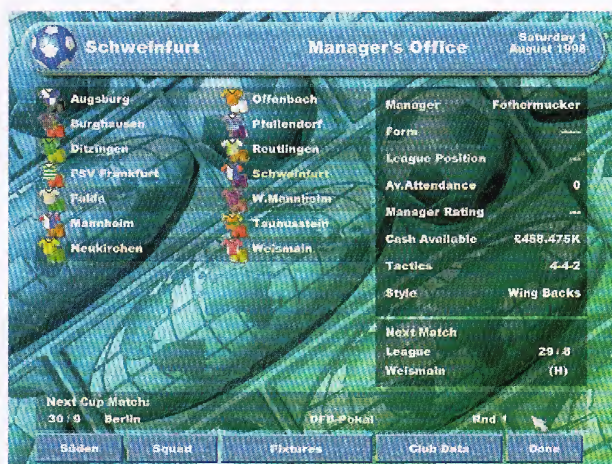 Schweinfurt Manager's Office Saturday 1 August 1998
Augsburg
Burghausen
Ditzingen
FSV Frankfurt
Fulda
Mannheim
Neukirchen
Offenbach
Pfullendorf
Reutlingen
Schweinfurt
W.Mannheim
Taunusstein
Weismain
Manager Fothermucker
Form ----
League Position ---
Av.Attendance 0
Manager Rating ---
Cash Available £468.475K
Tactics 4-4-2
Style Wing Backs
Next Match
League 29/8
Weismain (H)
Next Cup Match:
30/9 Berlin DFB-Pokal Rnd 1
Süden Squad Fixtures Club Data Done